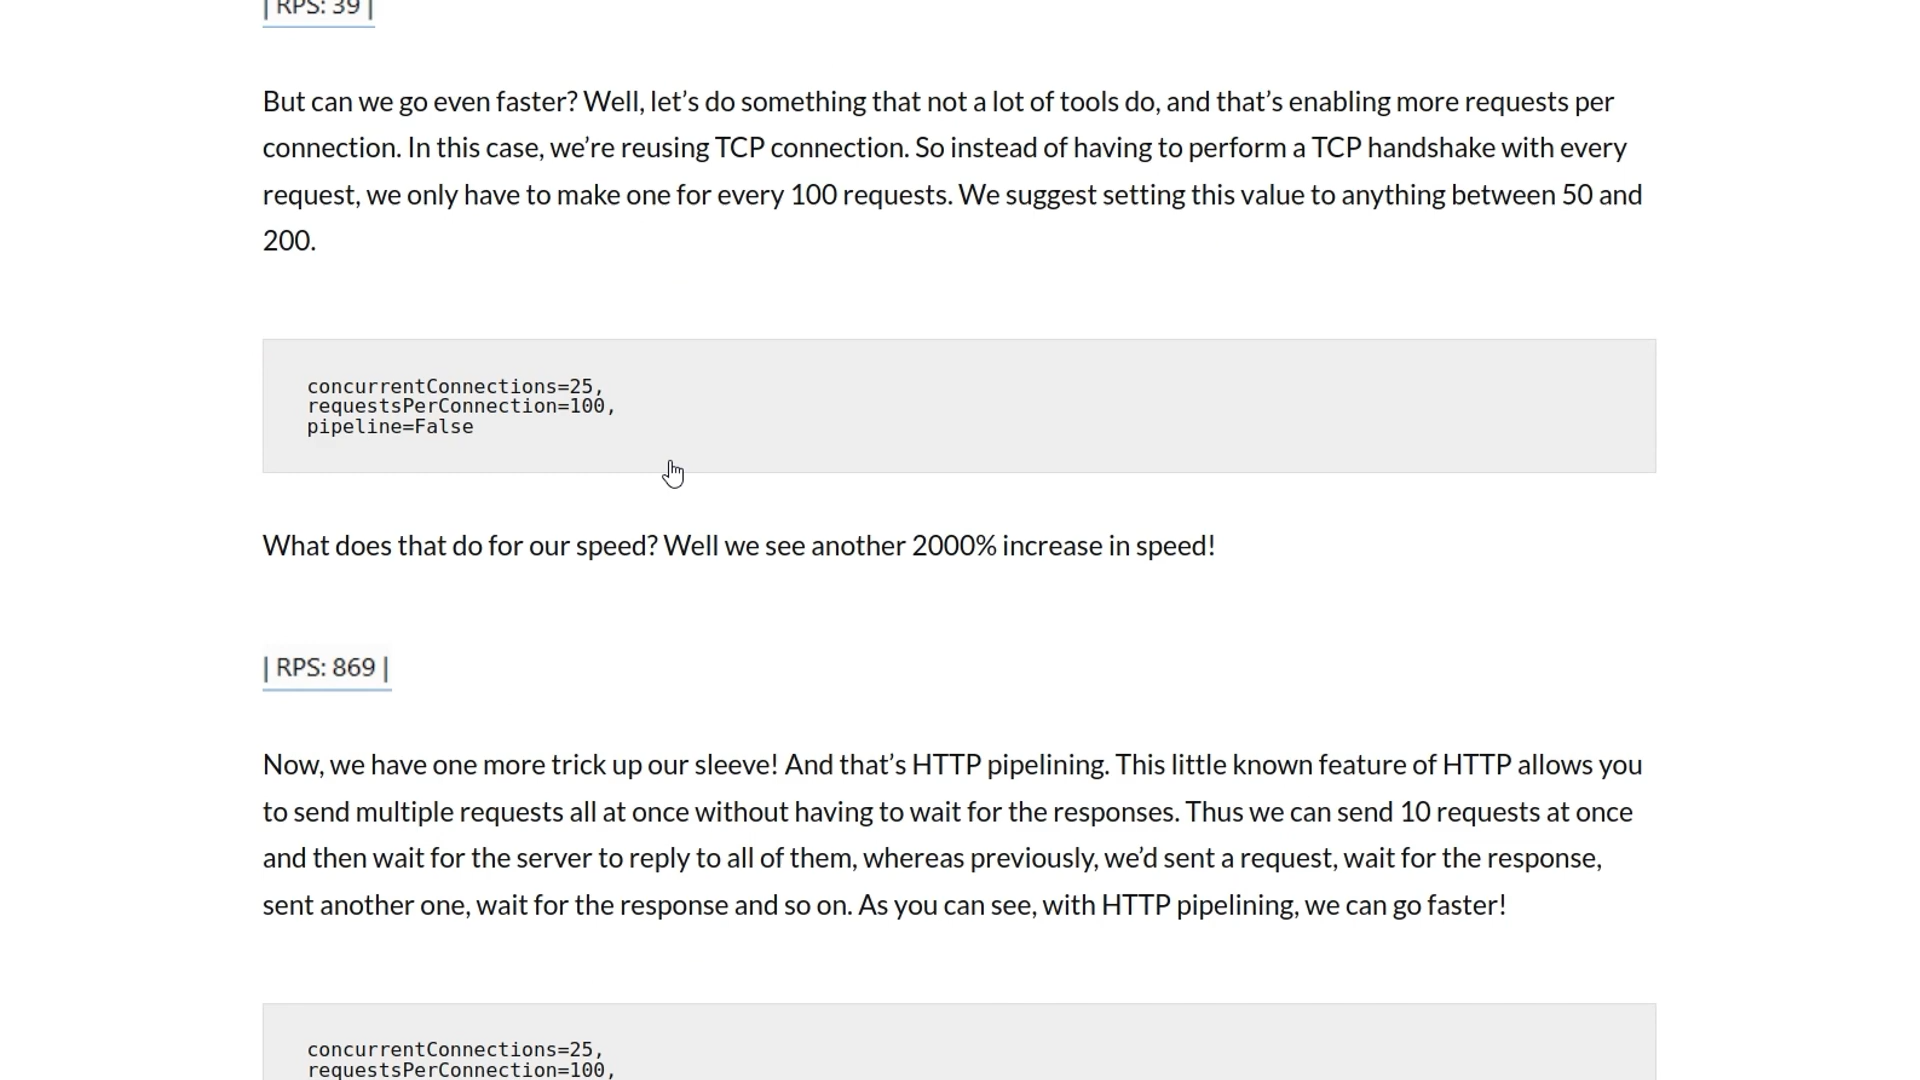 | RPS: 39 |
But can we go even faster? Well, let’s do something that not a lot of tools do, and that’s enabling more requests per
connection. In this case, we’re reusing TCP connection. So instead of having to perform a TCP handshake with every
request, we only have to make one for every 100 requests. We suggest setting this value to anything between 50 and
200.
concurrentConnections=25,
requestsPerConnection=100,
pipeline=False
What does that do for our speed? Well we see another 2000% increase in speed!
| RPS: 869 |
Now, we have one more trick up our sleeve! And that’s HTTP pipelining. This little known feature of HTTP allows you
to send multiple requests all at once without having to wait for the responses. Thus we can send 10 requests at once
and then wait for the server to reply to all of them, whereas previously, we’d sent a request, wait for the response,
sent another one, wait for the response and so on. As you can see, with HTTP pipelining, we can go faster!
concurrentConnections=25,
requestsPerConnection=100,